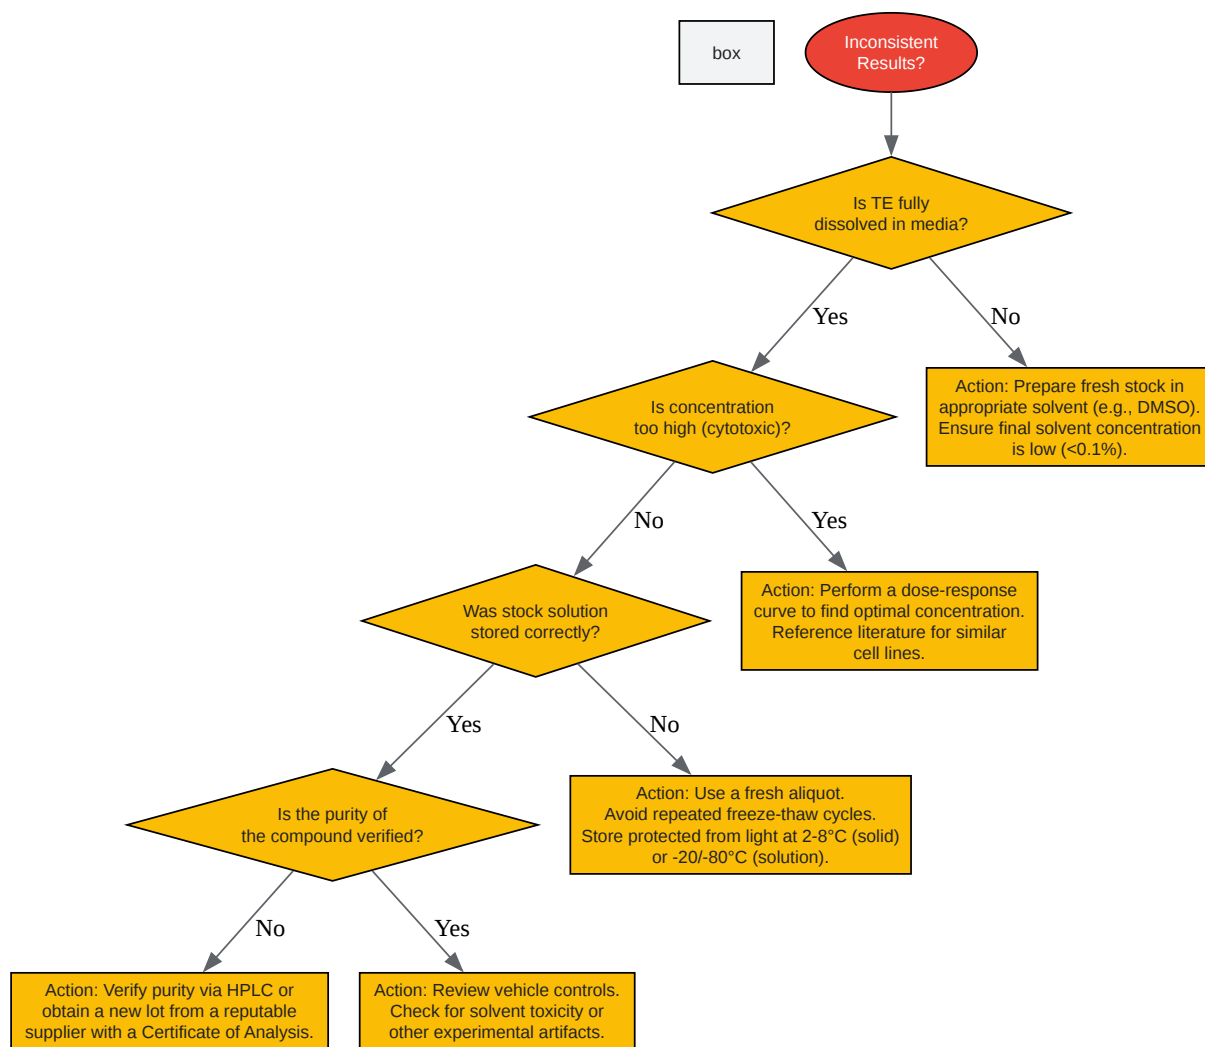 box
Inconsistent
Results?
Is TE fully
dissolved in media?
Yes
No
Is concentration
too high (cytotoxic)?
Action: Prepare fresh stock in
appropriate solvent (e.g., DMSO).
Ensure final solvent concentration
is low (<0.1%).
No
Yes
Was stock solution
stored correctly?
Action: Perform a dose-response
curve to find optimal concentration.
Reference literature for similar
cell lines.
Yes
No
Is the purity of
the compound verified?
Action: Use a fresh aliquot.
Avoid repeated freeze-thaw cycles.
Store protected from light at 2-8°C (solid)
or -20/-80°C (solution).
No
Yes
Action: Verify purity via HPLC or
obtain a new lot from a reputable
supplier with a Certificate of Analysis.
Action: Review vehicle controls.
Check for solvent toxicity or
other experimental artifacts.